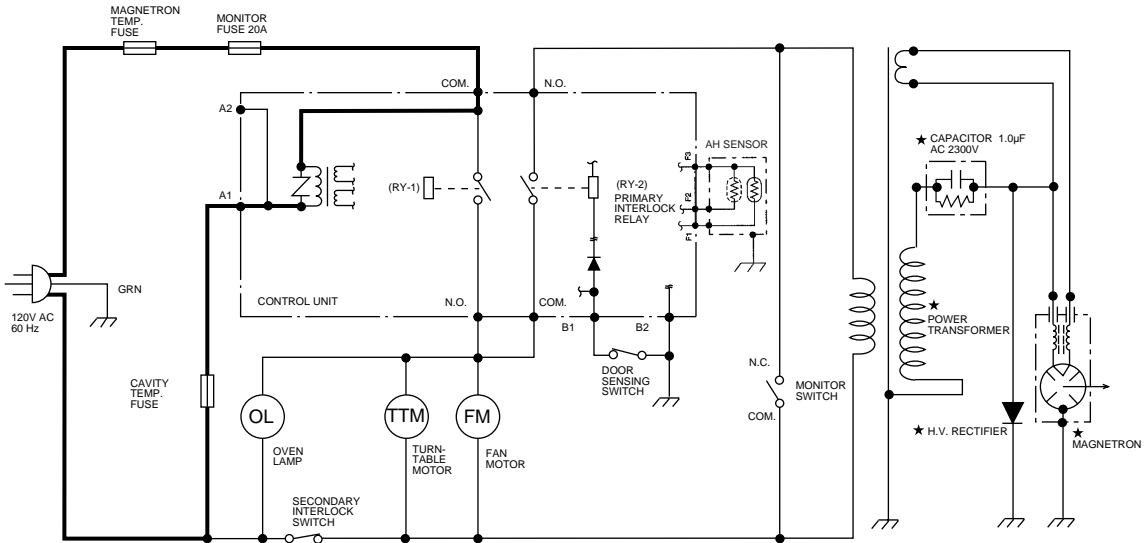 MAGNETRON
TEMP.
FUSE
MONITOR
FUSE 20A
COM.
N.O.
A2
A1
(RY-1)
(RY-2)
PRIMARY
INTERLOCK
RELAY
F3
F2
F1
AH SENSOR
★ CAPACITOR 1.0µF
AC 2300V
GRN
120V AC
60 Hz
CONTROL UNIT
N.O.
COM.
B1
B2
★
POWER
TRANSFORMER
DOOR
SENSING
SWITCH
N.C.
MONITOR
SWITCH
COM.
CAVITY
TEMP.
FUSE
OL
TTM
FM
OVEN
LAMP
TURN-
TABLE
MOTOR
FAN
MOTOR
★ H.V. RECTIFIER
★
MAGNETRON
SECONDARY
INTERLOCK
SWITCH